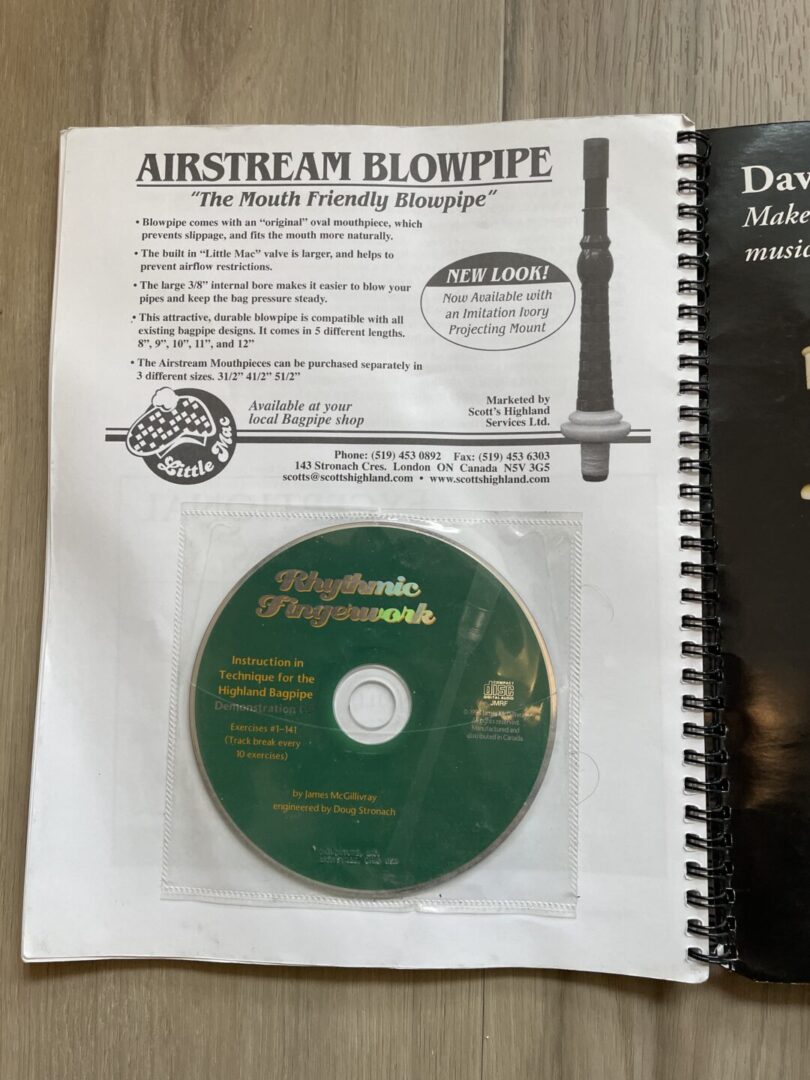 AIRSTREAM BLOWPIPE
"The Mouth Friendly Blowpipe"
• Blowpipe comes with an "original" oval mouthpiece, which
prevents slippage, and fits the mouth more naturally.
• The built in "Little Mac" valve is larger, and helps to
prevent airflow restrictions.
• The large 3/8" internal bore makes it easier to blow your
pipes and keep the bag pressure steady.
• This attractive, durable blowpipe is compatible with all
existing bagpipe designs. It comes in 5 different lengths.
8", 9", 10", 11", and 12"
• The Airstream Mouthpieces can be purchased separately in
3 different sizes. 31/2" 41/2" 51/2"
NEW LOOK!
Now Available with
an Imitation Ivory
Projecting Mount
Little Mac
Available at your
local Bagpipe shop
Marketed by
Scott's Highland
Services Ltd.
Phone: (519) 453 0892 Fax: (519) 453 6303
143 Stronach Cres. London ON Canada N5V 3G5
scotts@scottshighland.com • www.scottshighland.com
Rhythmic
Fingerwork
Instruction in
Technique for the
Highland Bagpipe
Demonstration
Exercises #1-141
(Track break every
10 exercises)
by James McGillivray
engineered by Doug Stronach
COMPACT
disc
DIGITAL AUDIO
JMRF
James McGillivray
All rights reserved
Manufactured and
distributed in Canada
Dav
Make
music